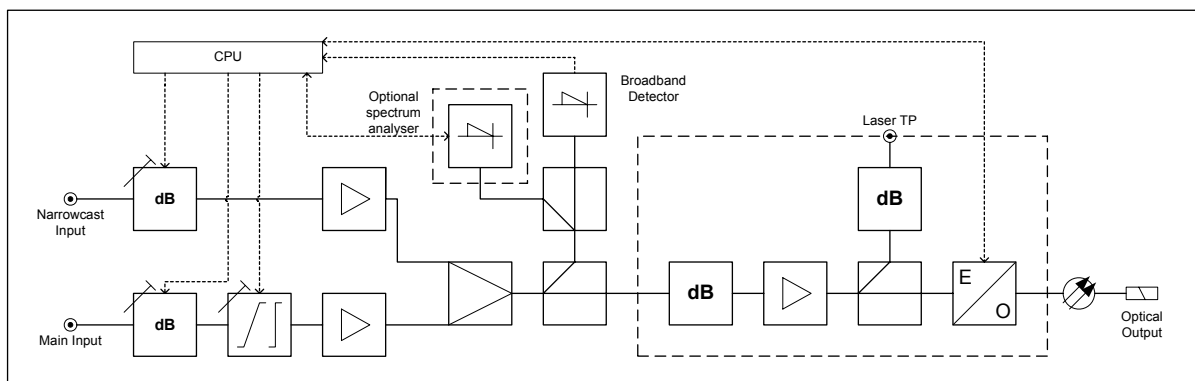 CPU
Optional
spectrum
analyser
Broadband
Detector
Laser TP
dB
Narrowcast
Input
dB
dB
Main Input
dB
E
O
Optical
Output